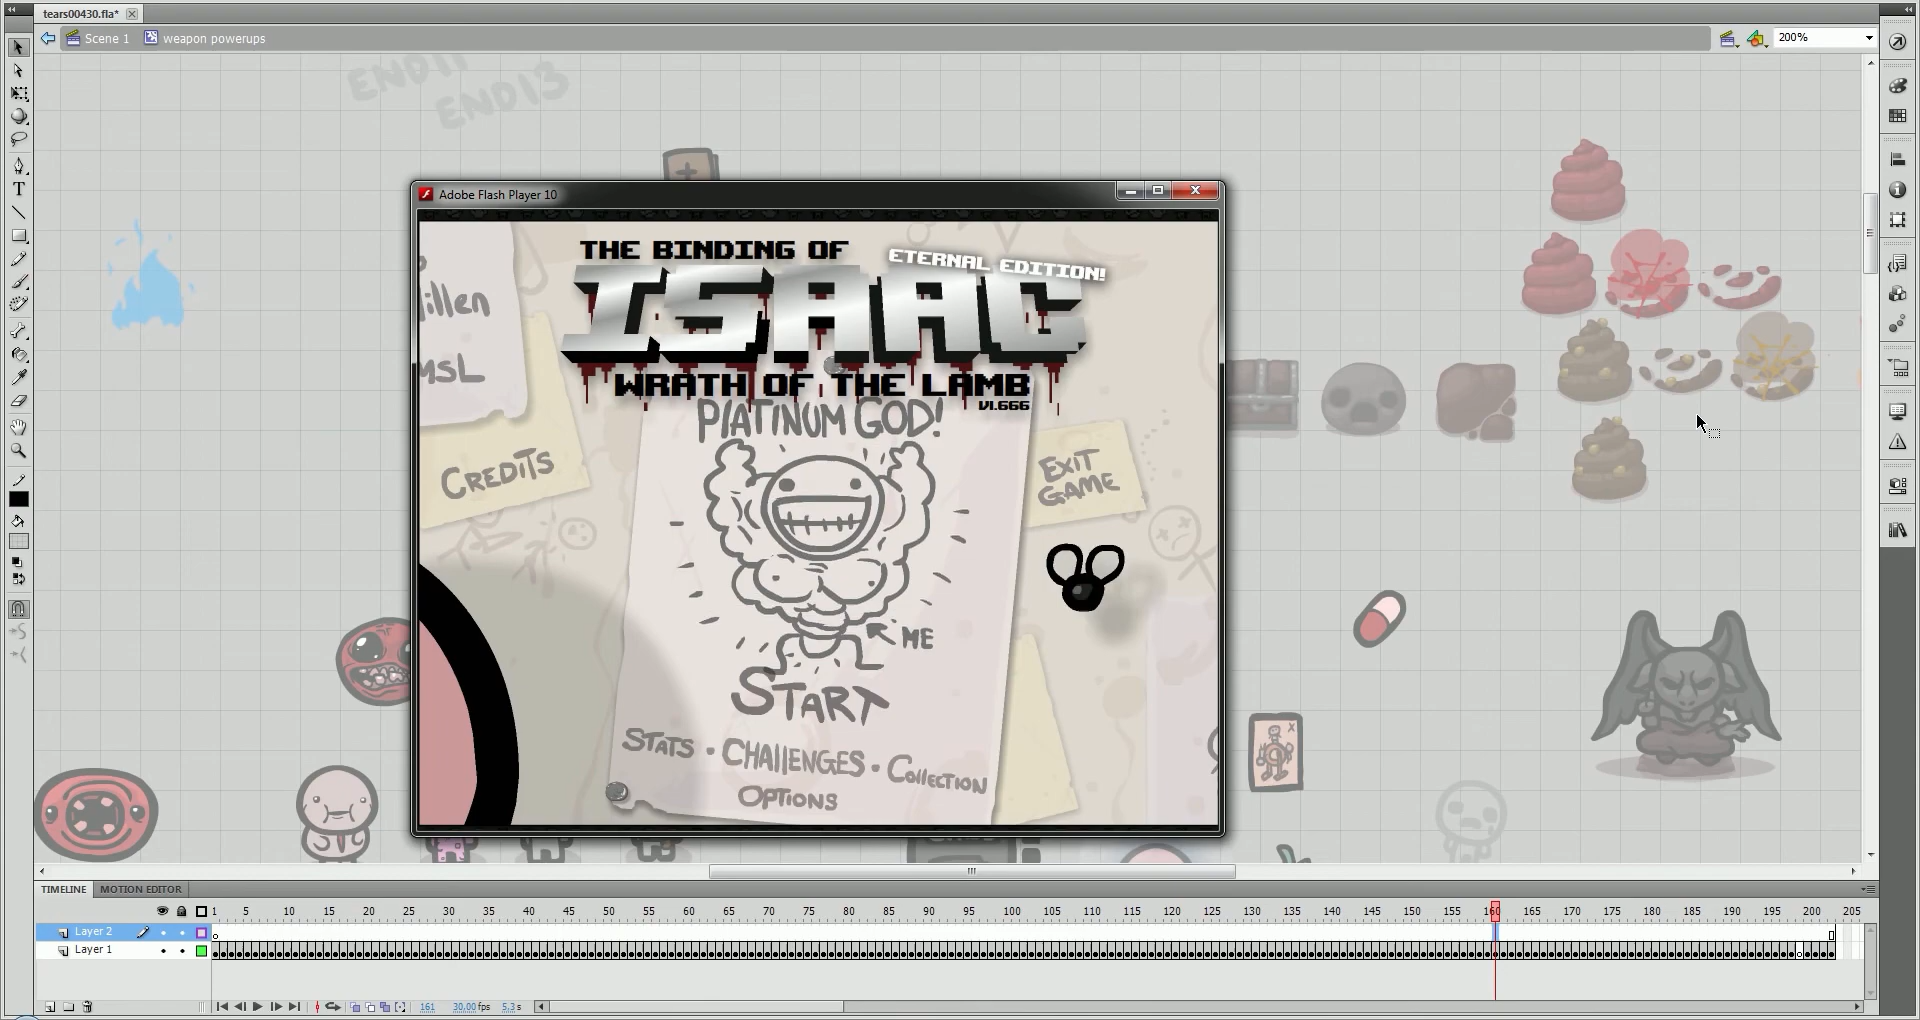 tears00430.fla*
Scene 1
weapon powerups
200%
END11
END13
Adobe Flash Player 10
THE BINDING OF
ETERNAL EDITION!
ISAAC
WRATH OF THE LAMB
V1.666
illen
MSL
PLATINUM GOD!
CREDITS
EXIT
GAME
ME
START
STATS • CHALLENGES • COLLECTION
OPTIONS
TIMELINE
MOTION EDITOR
1 5 10 15 20 25 30 35 40 45 50 55 60 65 70 75 80 85 90 95 100 105 110 115 120 125 130 135 140 145 150 155 160 165 170 175 180 185 190 195 200 205
Layer 2
Layer 1
161
30.00fps
5.3s